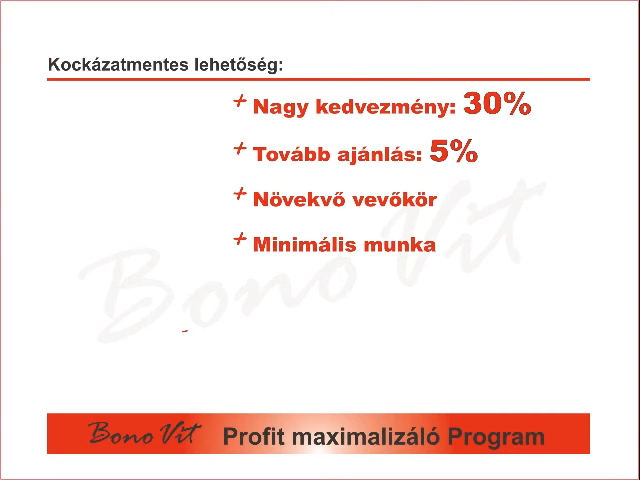 Kockázatmentes lehetőség:
+ Nagy kedvezmény: 30%
+ Tovább ajánlás: 5%
+ Növekvő vevőkör
+ Minimális munka
Bono Vit
Bono Vit Profit maximalizáló Program